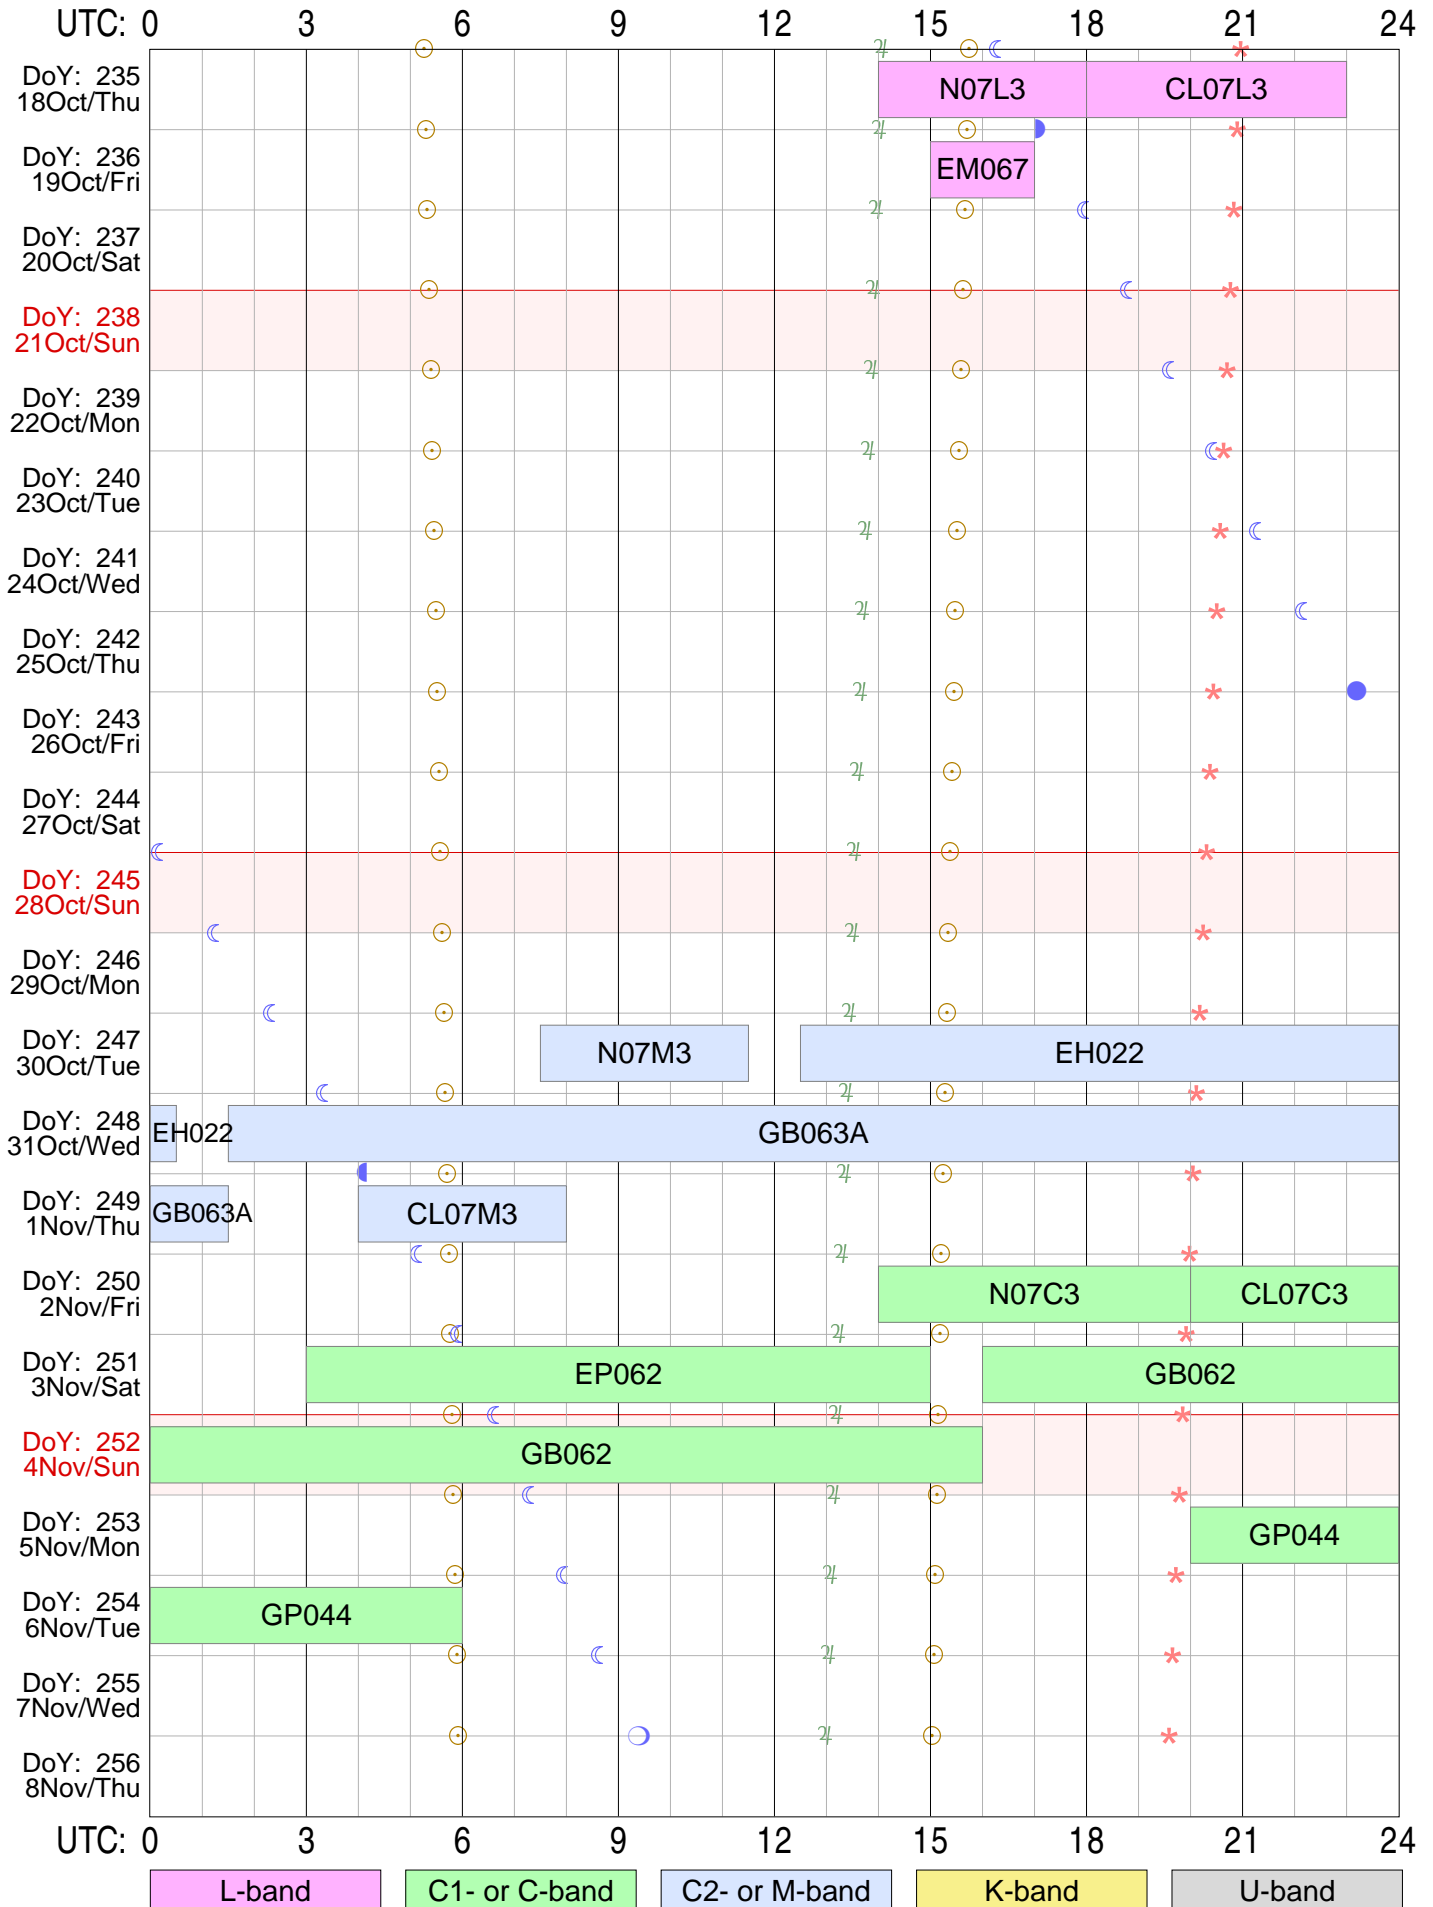 UTC: 0 3 6 9 12 15 18 21 24
DoY: 235
18Oct/Thu
N07L3 CL07L3
DoY: 236
19Oct/Fri
EM067
DoY: 237
20Oct/Sat
DoY: 238
21Oct/Sun
DoY: 239
22Oct/Mon
DoY: 240
23Oct/Tue
DoY: 241
24Oct/Wed
DoY: 242
25Oct/Thu
DoY: 243
26Oct/Fri
DoY: 244
27Oct/Sat
DoY: 245
28Oct/Sun
DoY: 246
29Oct/Mon
DoY: 247
30Oct/Tue
N07M3 EH022
DoY: 248
31Oct/Wed
EH022 GB063A
DoY: 249
1Nov/Thu
GB063A CL07M3
DoY: 250
2Nov/Fri
N07C3 CL07C3
DoY: 251
3Nov/Sat
EP062 GB062
DoY: 252
4Nov/Sun
GB062
DoY: 253
5Nov/Mon
GP044
DoY: 254
6Nov/Tue
GP044
DoY: 255
7Nov/Wed
DoY: 256
8Nov/Thu
UTC: 0 3 6 9 12 15 18 21 24
L-band C1- or C-band C2- or M-band K-band U-band